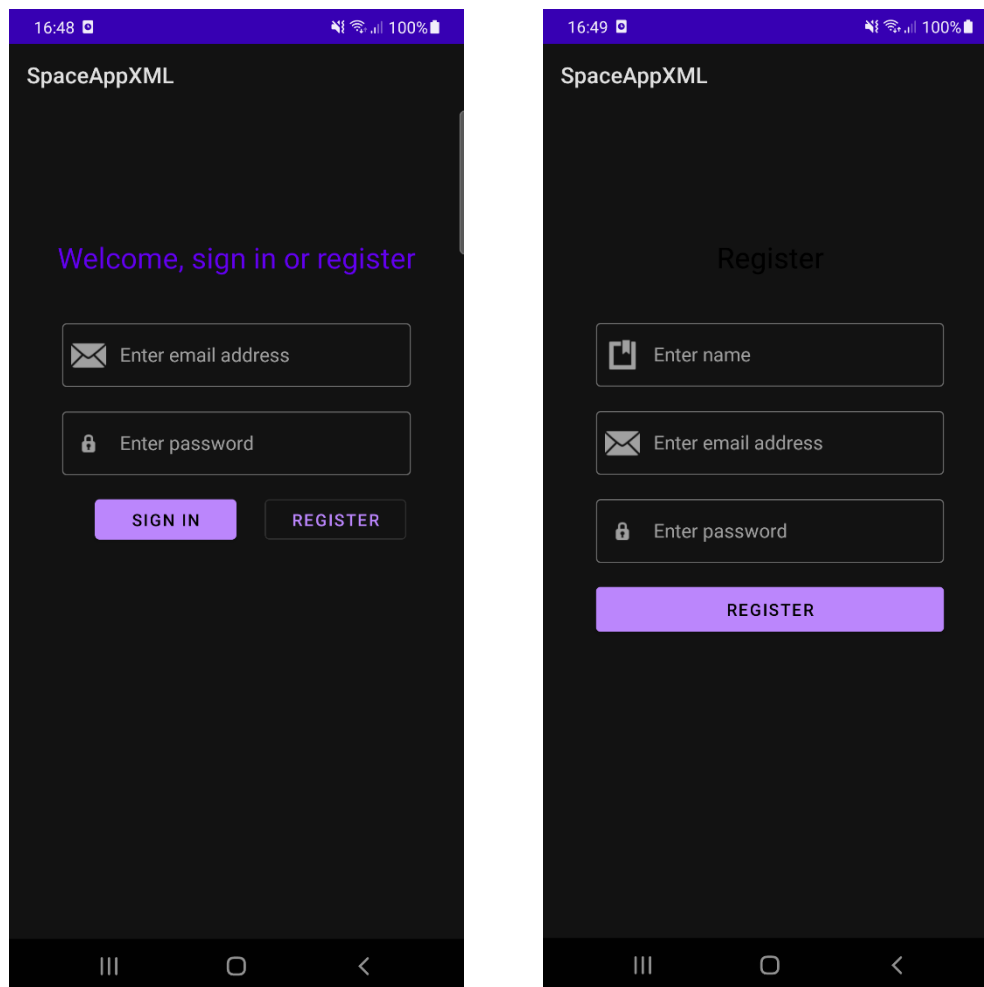 16:48 100%
SpaceAppXML
Welcome, sign in or register
Enter email address
Enter password
SIGN IN REGISTER
16:49 100%
SpaceAppXML
Register
Enter name
Enter email address
Enter password
REGISTER